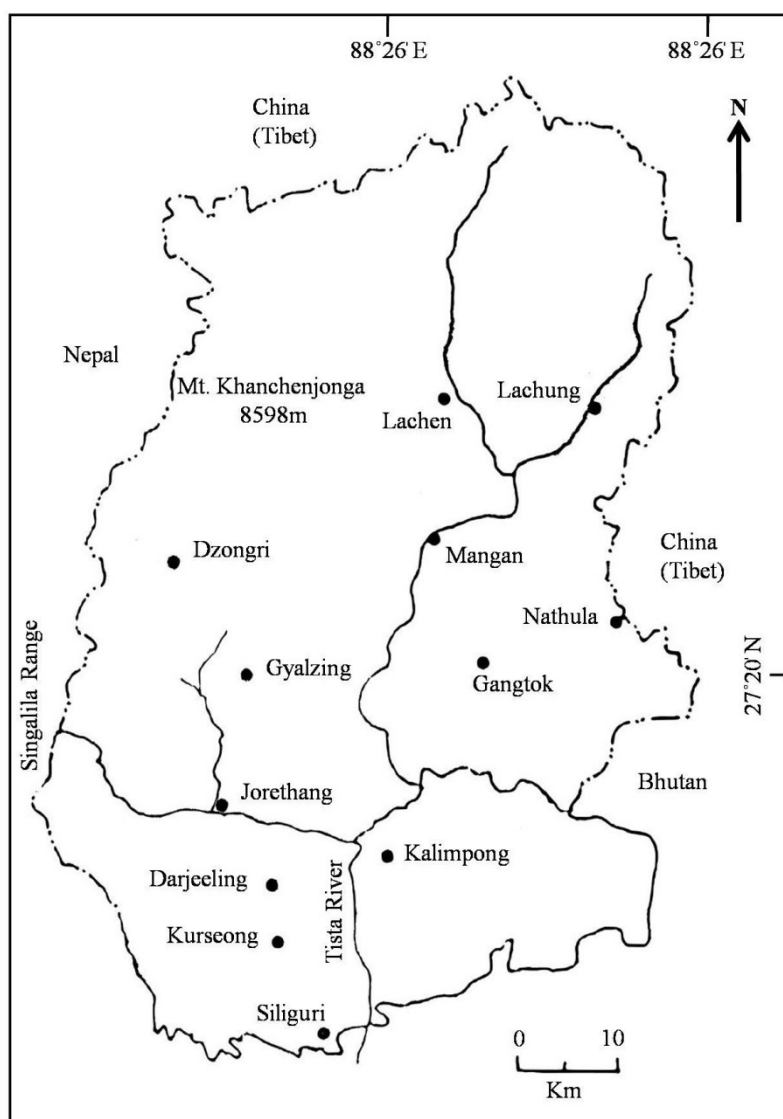 88°26'E
88°26'E
China
(Tibet)
N
Nepal
Mt. Khanchenjonga
8598m
Lachen
Lachung
Dzongri
Mangan
China
(Tibet)
Nathula
Gyalzing
Gangtok
27°20'N
Singalila Range
Bhutan
Jorethang
Kalimpong
Darjeeling
Tista River
Kurseong
Siliguri
0 10
Km